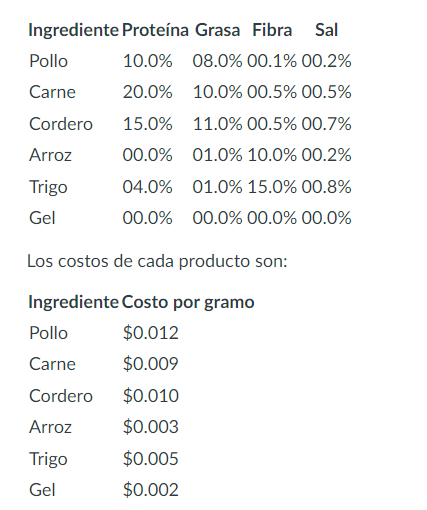 Ingrediente Proteína Grasa Fibra Sal
Pollo 10.0% 08.0% 00.1% 00.2%
Carne 20.0% 10.0% 00.5% 00.5%
Cordero 15.0% 11.0% 00.5% 00.7%
Arroz 00.0% 01.0% 10.0% 00.2%
Trigo 04.0% 01.0% 15.0% 00.8%
Gel 00.0% 00.0% 00.0% 00.0%
Los costos de cada producto son:
Ingrediente Costo por gramo
Pollo $0.012
Carne $0.009
Cordero $0.010
Arroz $0.003
Trigo $0.005
Gel $0.002